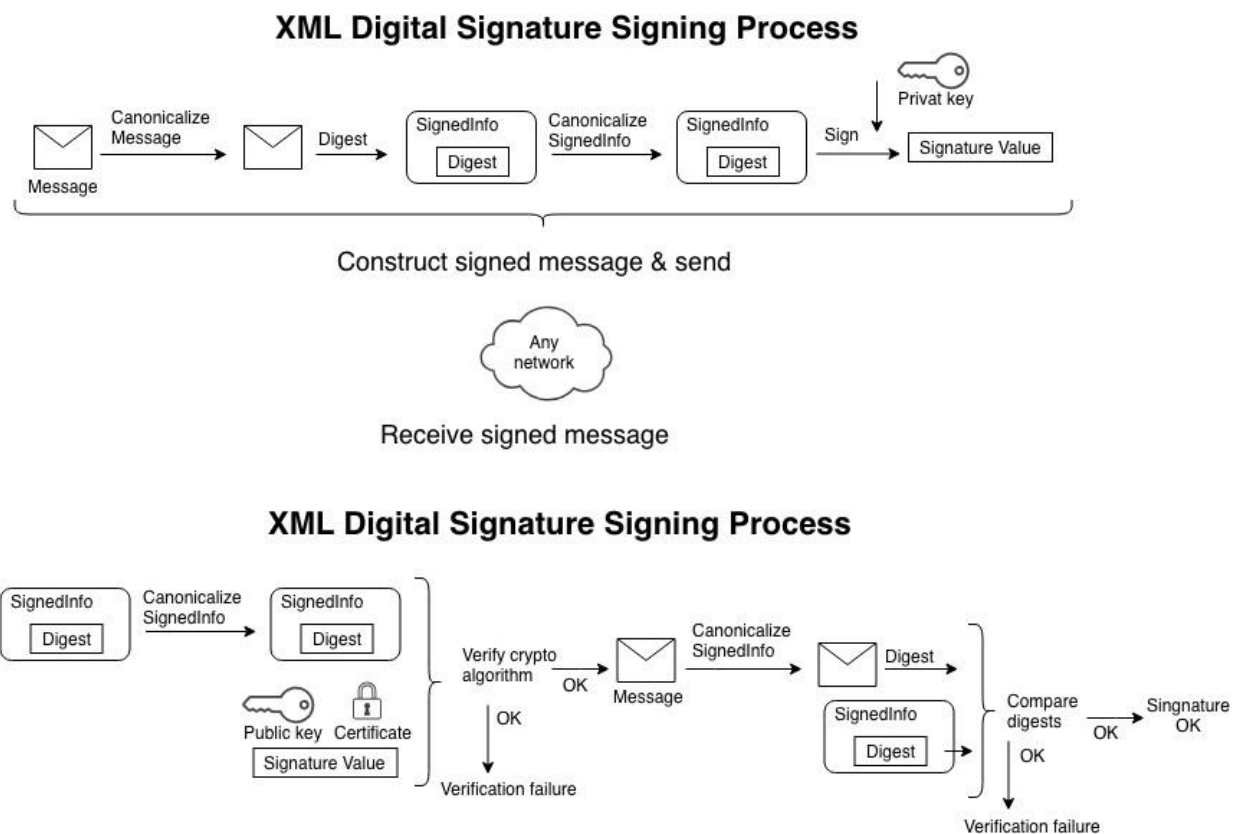 XML Digital Signature Signing Process
Privat key
Canonicalize
Message
Message
Digest
SignedInfo
Digest
Canonicalize
SignedInfo
SignedInfo
Digest
Sign
Signature Value
Construct signed message & send
Any
network
Receive signed message
XML Digital Signature Signing Process
SignedInfo
Digest
Canonicalize
SignedInfo
SignedInfo
Digest
Public key
Certificate
Signature Value
Verify crypto
algorithm
OK
OK
Verification failure
Message
Canonicalize
SignedInfo
Digest
SignedInfo
Digest
Compare
digests
OK
OK
Singnature
OK
Verification failure